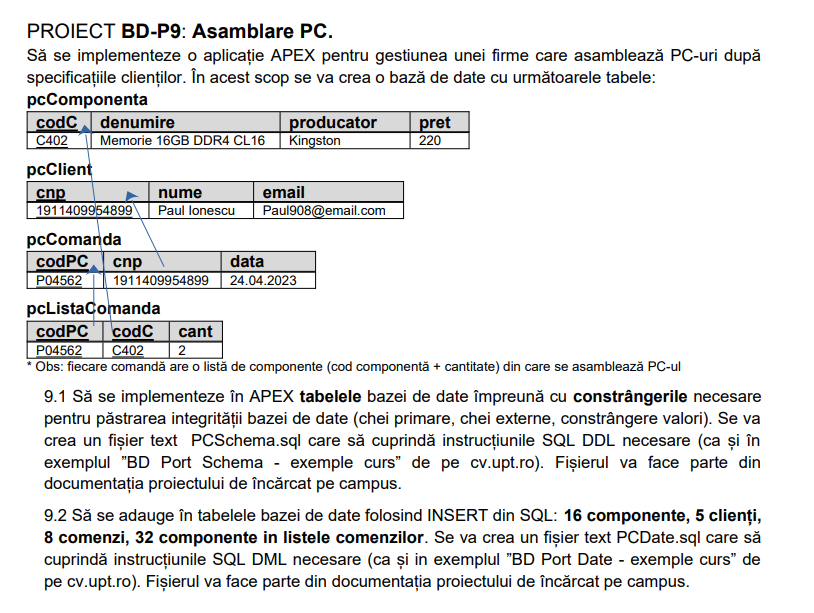 PROIECT BD-P9: Asamblare PC.
Să se implementeze o aplicație APEX pentru gestiunea unei firme care asamblează PC-uri după
specificațiile clienților. În acest scop se va crea o bază de date cu următoarele tabele:
pcComponenta
codC denumire producator pret
C402 Memorie 16GB DDR4 CL16 Kingston 220
pcClient
cnp nume email
1911409954899 Paul Ionescu Paul908@email.com
pcComanda
codPC cnp data
P04562 1911409954899 24.04.2023
pcListaComanda
codPC codC cant
P04562 C402 2
* Obs: fiecare comandă are o listă de componente (cod componentă + cantitate) din care se asamblează PC-ul
9.1 Să se implementeze în APEX tabelele bazei de date împreună cu constrângerile necesare
pentru păstrarea integrității bazei de date (chei primare, chei externe, constrângere valori). Se va
crea un fișier text PCSchema.sql care să cuprindă instrucțiunile SQL DDL necesare (ca și în
exemplul ”BD Port Schema - exemple curs” de pe cv.upt.ro). Fișierul va face parte din
documentația proiectului de încărcat pe campus.
9.2 Să se adauge în tabelele bazei de date folosind INSERT din SQL: 16 componente, 5 clienți,
8 comenzi, 32 componente in listele comenzilor. Se va crea un fișier text PCDate.sql care să
cuprindă instrucțiunile SQL DML necesare (ca și in exemplul ”BD Port Date - exemple curs” de
pe cv.upt.ro). Fișierul va face parte din documentația proiectului de încărcat pe campus.